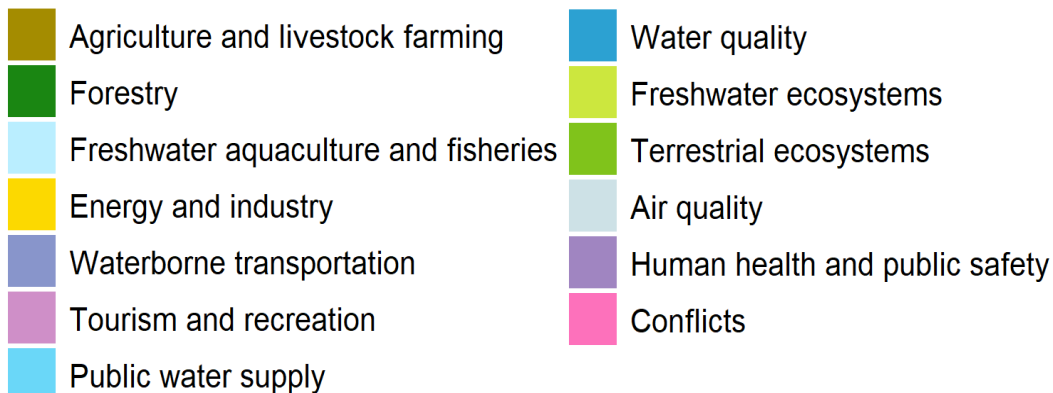 Agriculture and livestock farming
Forestry
Freshwater aquaculture and fisheries
Energy and industry
Waterborne transportation
Tourism and recreation
Public water supply
Water quality
Freshwater ecosystems
Terrestrial ecosystems
Air quality
Human health and public safety
Conflicts